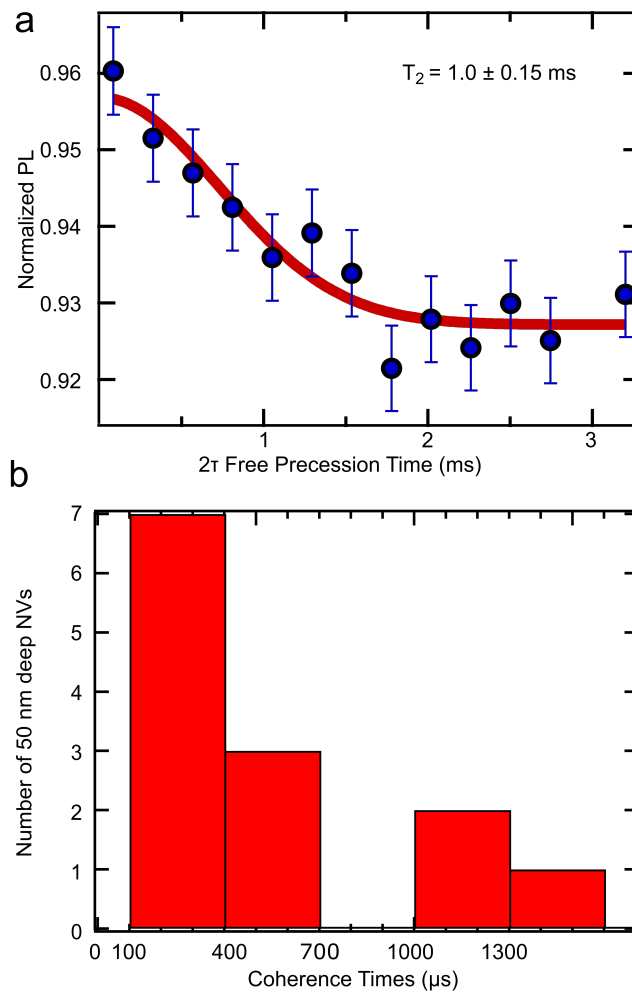 a
T2 = 1.0 ± 0.15 ms
0.96
0.95
0.94
0.93
0.92
Normalized PL
1 2 3
2τ Free Precession Time (ms)
b
7
6
5
4
3
2
1
0
Number of 50 nm deep NVs
0 100 400 700 1000 1300
Coherence Times (μs)